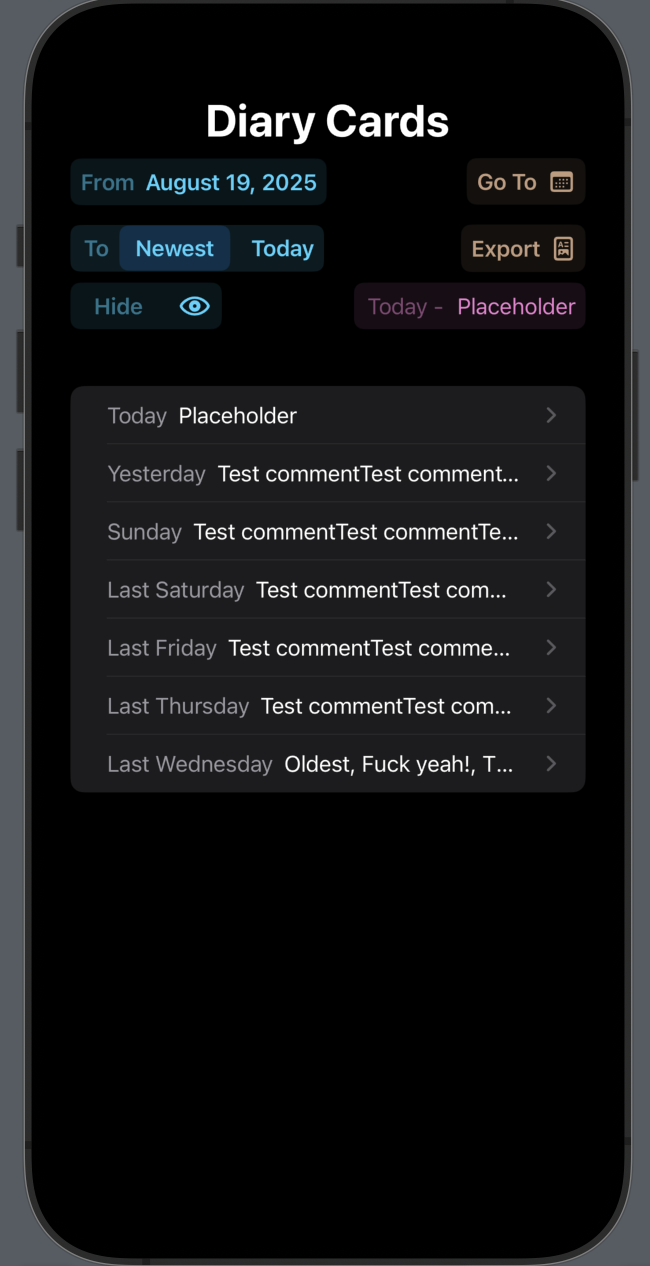 Diary Cards
From August 19, 2025 Go To
To Newest Today Export
Hide Today - Placeholder
Today Placeholder
Yesterday Test commentTest comment...
Sunday Test commentTest commentTe...
Last Saturday Test commentTest com...
Last Friday Test commentTest comme...
Last Thursday Test commentTest com...
Last Wednesday Oldest, Fuck yeah!, T...